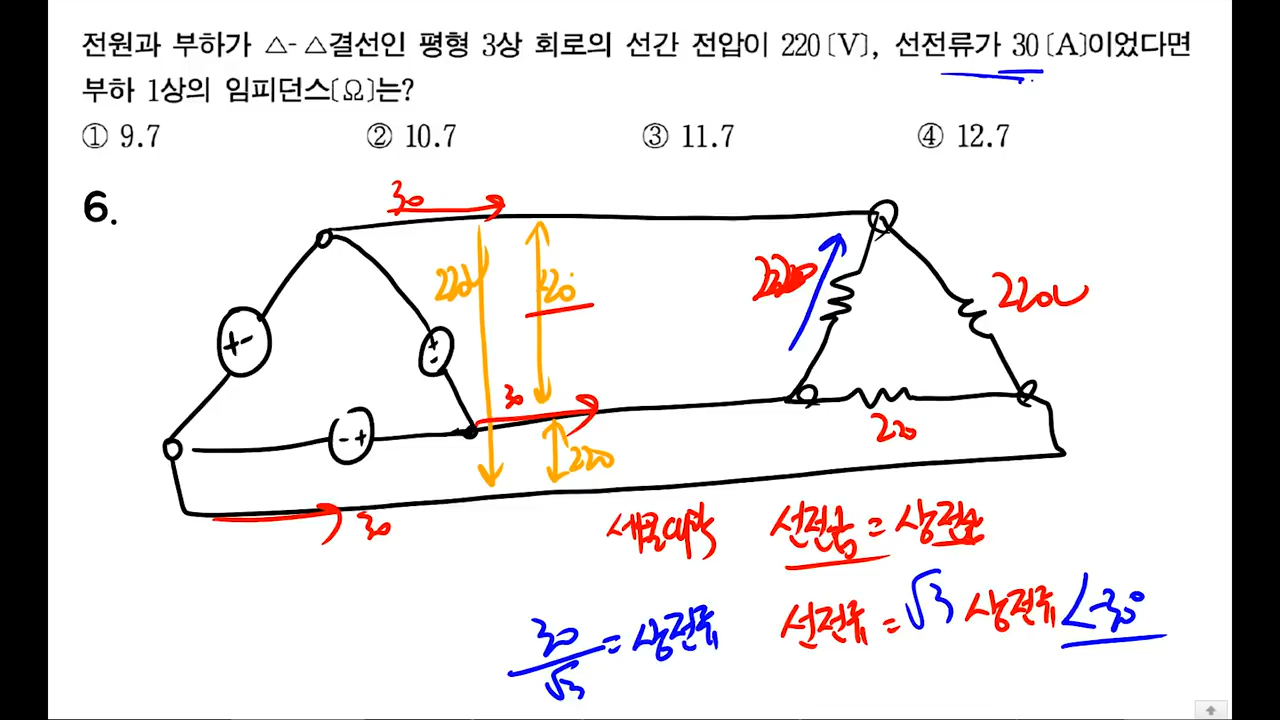 전원과 부하가 △-△결선인 평형 3상 회로의 선간 전압이 220〔V〕, 선전류가 30〔A〕이었다면
부하 1상의 임피던스〔Ω〕는?
① 9.7 ② 10.7 ③ 11.7 ④ 12.7
6.
30
220V
220
220V
30
220
220
30
선전압 = 상전압
선전류 = √3 상전류 ∠-30°
30/√3 = 상전류